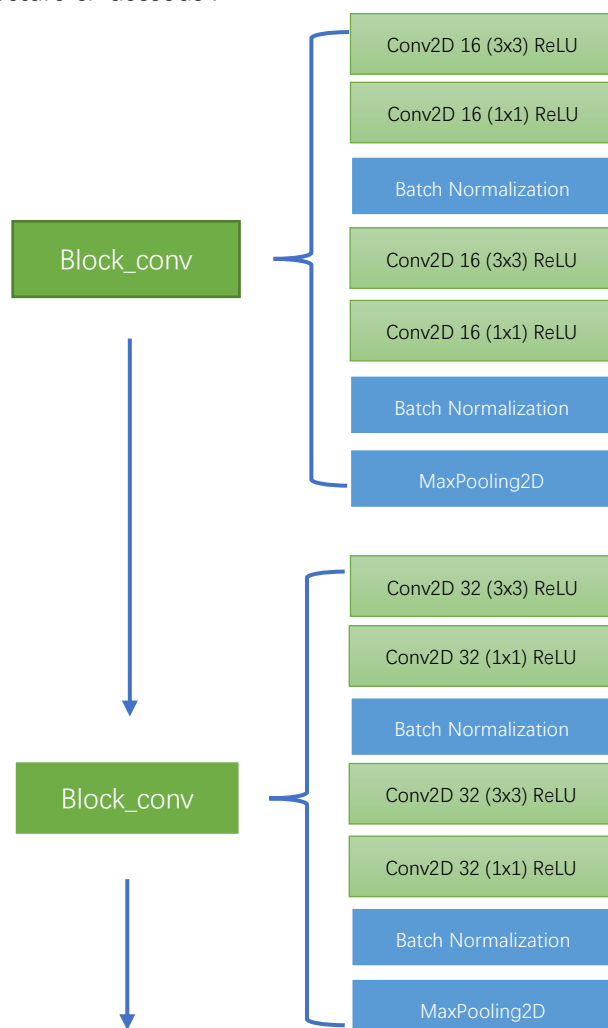 Conv2D 16 (3x3) ReLU
Conv2D 16 (1x1) ReLU
Batch Normalization
Block_conv
Conv2D 16 (3x3) ReLU
Conv2D 16 (1x1) ReLU
Batch Normalization
MaxPooling2D
Conv2D 32 (3x3) ReLU
Conv2D 32 (1x1) ReLU
Batch Normalization
Block_conv
Conv2D 32 (3x3) ReLU
Conv2D 32 (1x1) ReLU
Batch Normalization
MaxPooling2D